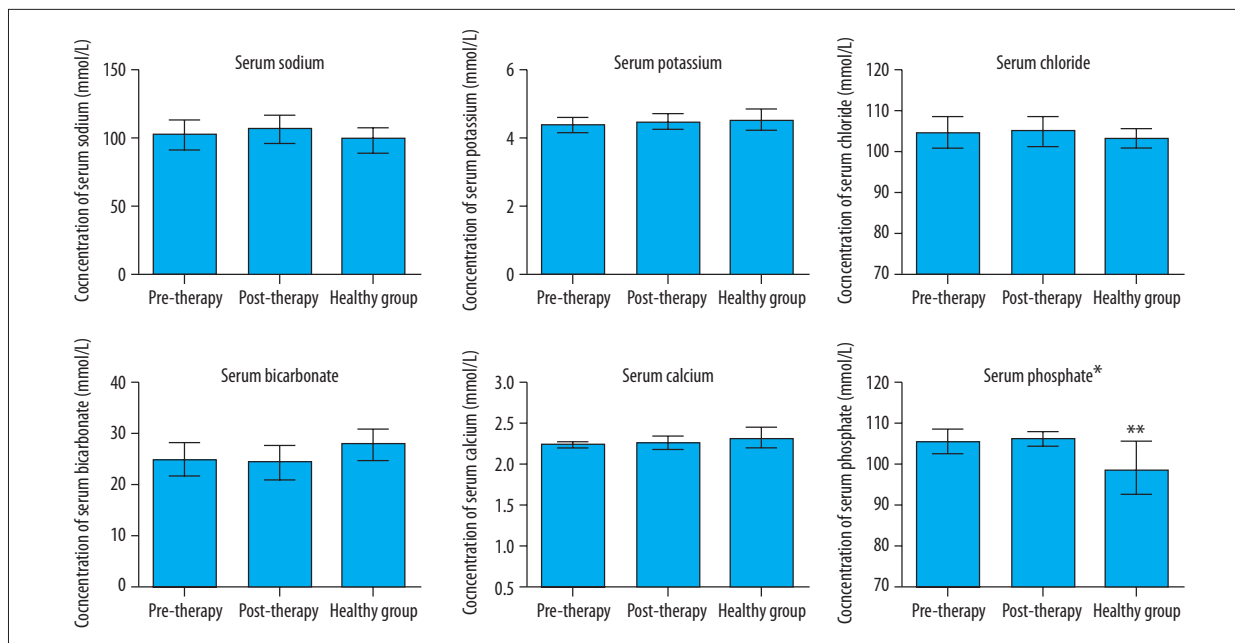 Serum sodium
Cocncentration of serum sodium (mmol/L)
150
100
50
0
Pre-therapy Post-therapy Healthy group
Serum potassium
Cocncentration of serum potassium (mmol/L)
6
4
2
0
Pre-therapy Post-therapy Healthy group
Serum chloride
Cocncentration of serum chloride (mmol/L)
120
110
105
100
90
80
70
Pre-therapy Post-therapy Healthy group
Serum bicarbonate
Cocncentration of serum bicarbonate (mmol/L)
40
30
20
10
0
Pre-therapy Post-therapy Healthy group
Serum calcium
Cocncentration of serum calcium (mmol/L)
3.0
2.5
2.0
1.5
1.0
0.5
Pre-therapy Post-therapy Healthy group
Serum phosphate*
Cocncentration of serum phosphate (mmol/L)
120
110
105
100
90
80
70
**
Pre-therapy Post-therapy Healthy group